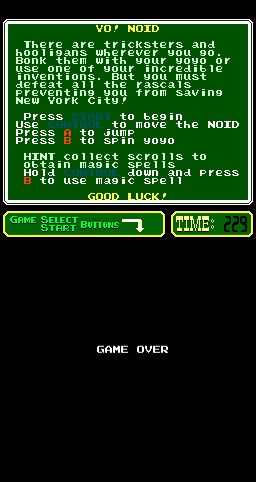 YO! NOID
There are tricksters and
hooligans wherever you go.
Bonk them with your yoyo or
use one of your incredible
inventions. But you must
defeat all the rascals
preventing you from saving
New York City!
Press START to begin
Use CONTROL to move the NOID
Press A to jump
Press B to spin yoyo
HINT collect scrolls to
obtain magic spells
Hold CONTROL down and press
B to use magic spell
GOOD LUCK!
GAME SELECT
START BUTTONS
TIME: 229
GAME OVER